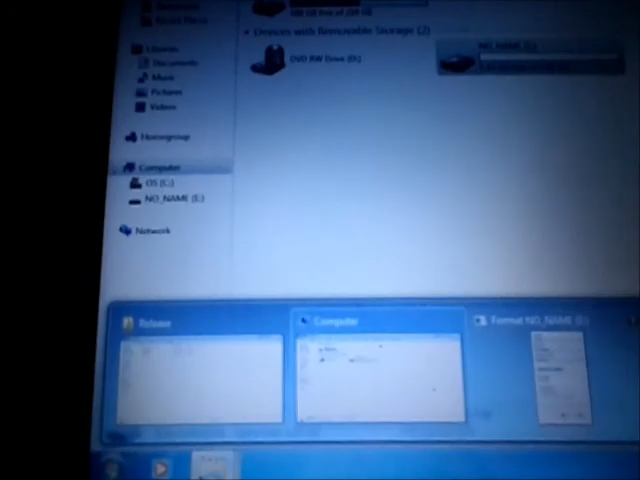 Devices with Removable Storage (2)
DVD RW Drive (D:)
NO_NAME (E:)
Libraries
Documents
Music
Pictures
Videos
Homegroup
Computer
OS (C:)
NO_NAME (E:)
Network
Release
Computer
Format NO_NAME (E:)